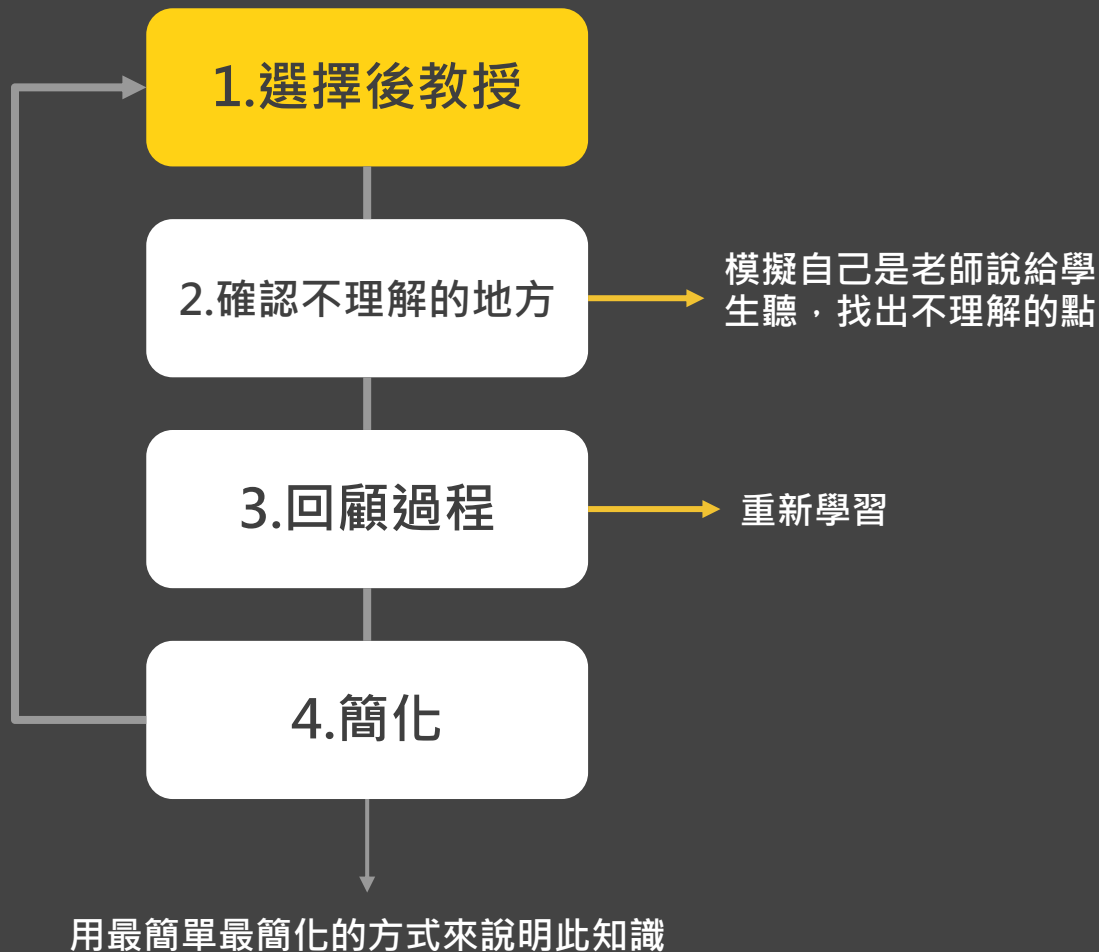 1.選擇後教授
2.確認不理解的地方
模擬自己是老師說給學
生聽，找出不理解的點
3.回顧過程
重新學習
4.簡化
用最簡單最簡化的方式來說明此知識